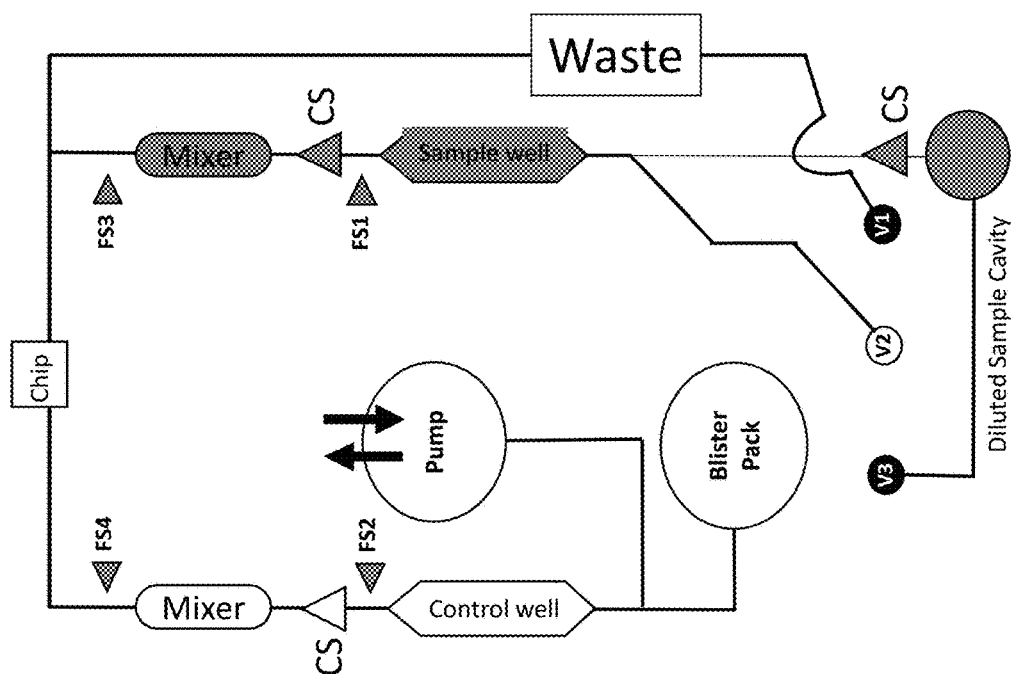 Waste
CS
CS
Mixer
Sample well
FS3
FS1
V1
V2
Chip
Pump
Blister
Pack
V3
Diluted Sample Cavity
FS4
FS2
Mixer
Control well
CS